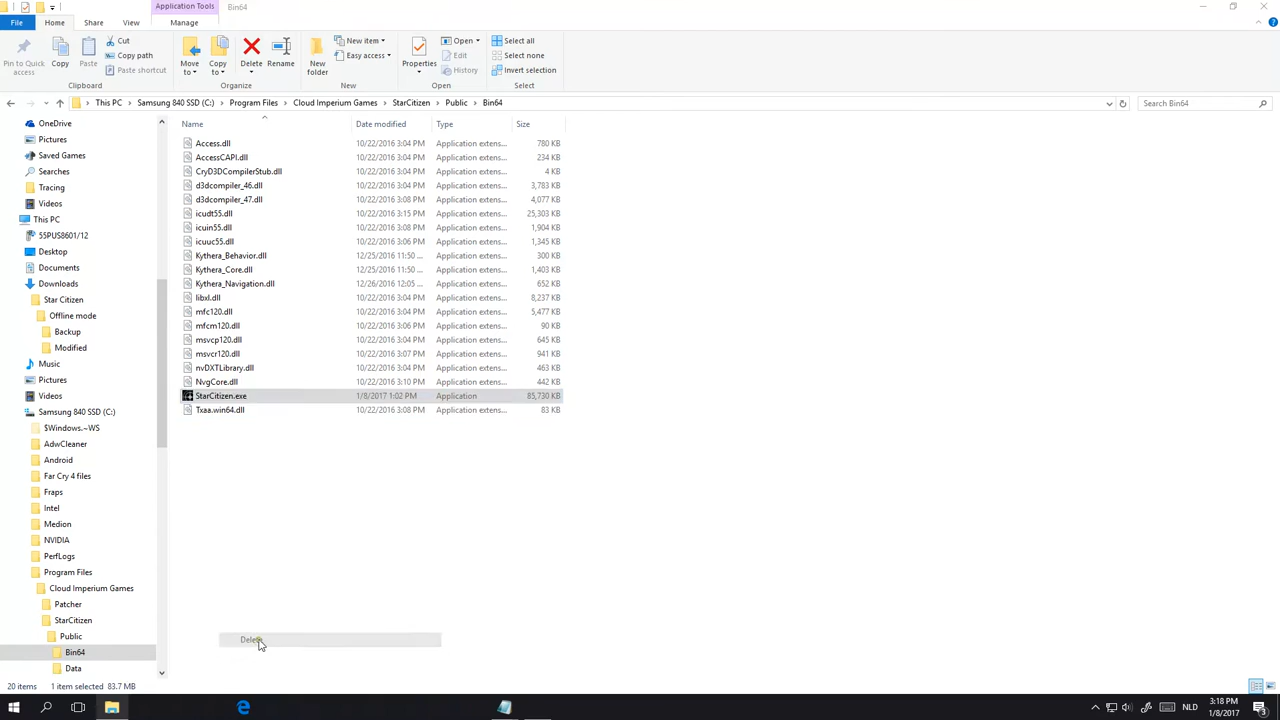 Application Tools Bin64
File Home Share View Manage
Pin to Quick access
Copy
Paste
Cut
Copy path
Paste shortcut
Clipboard
Move to
Copy to
Delete
Rename
Organize
New folder
New item
Easy access
New
Properties
Open
Edit
History
Open
Select all
Select none
Invert selection
Select
This PC Samsung 840 SSD (C:) Program Files Cloud Imperium Games StarCitizen Public Bin64 Search Bin64
Name Date modified Type Size
Access.dll 10/22/2016 3:04 PM Application extens... 780 KB
AccessCAPI.dll 10/22/2016 3:04 PM Application extens... 234 KB
CryD3DCompilerStub.dll 10/22/2016 3:04 PM Application extens... 4 KB
d3dcompiler_46.dll 10/22/2016 3:04 PM Application extens... 3,783 KB
d3dcompiler_47.dll 10/22/2016 3:08 PM Application extens... 4,077 KB
icudt55.dll 10/22/2016 3:15 PM Application extens... 25,303 KB
icuin55.dll 10/22/2016 3:08 PM Application extens... 1,904 KB
icuuc55.dll 10/22/2016 3:06 PM Application extens... 1,345 KB
Kythera_Behavior.dll 12/25/2016 11:50 ... Application extens... 300 KB
Kythera_Core.dll 12/25/2016 11:50 ... Application extens... 1,403 KB
Kythera_Navigation.dll 12/26/2016 12:05 ... Application extens... 652 KB
libxl.dll 10/22/2016 3:04 PM Application extens... 8,237 KB
mfc120.dll 10/22/2016 3:04 PM Application extens... 5,477 KB
mfcm120.dll 10/22/2016 3:06 PM Application extens... 90 KB
msvcp120.dll 10/22/2016 3:04 PM Application extens... 645 KB
msvcr120.dll 10/22/2016 3:07 PM Application extens... 941 KB
nvDXTLibrary.dll 10/22/2016 3:04 PM Application extens... 463 KB
NvgCore.dll 10/22/2016 3:10 PM Application extens... 442 KB
StarCitizen.exe 1/8/2017 1:02 PM Application 85,730 KB
Txaa.win64.dll 10/22/2016 3:08 PM Application extens... 83 KB
OneDrive
Pictures
Saved Games
Searches
Tracing
Videos
This PC
55PUS8601/12
Desktop
Documents
Downloads
Star Citizen
Offline mode
Backup
Modified
Music
Pictures
Videos
Samsung 840 SSD (C:)
$Windows.~WS
AdwCleaner
Android
Far Cry 4 files
Fraps
Intel
Medion
NVIDIA
PerfLogs
Program Files
Cloud Imperium Games
Patcher
StarCitizen
Public
Bin64
Data
Delete
20 items 1 item selected 83.7 MB
NLD
3:18 PM
1/8/2017
3